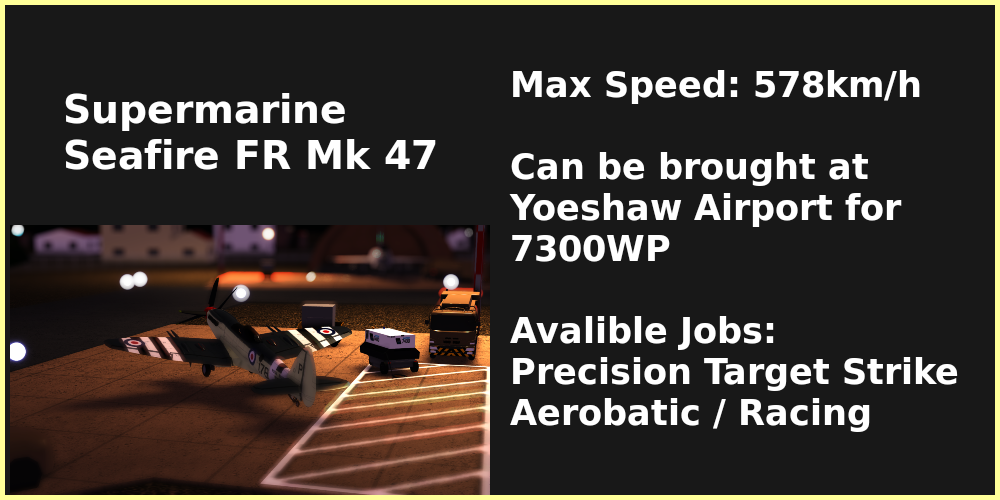 Supermarine
Seafire FR Mk 47
Max Speed: 578km/h
Can be brought at
Yoeshaw Airport for
7300WP
Avalible Jobs:
Precision Target Strike
Aerobatic / Racing